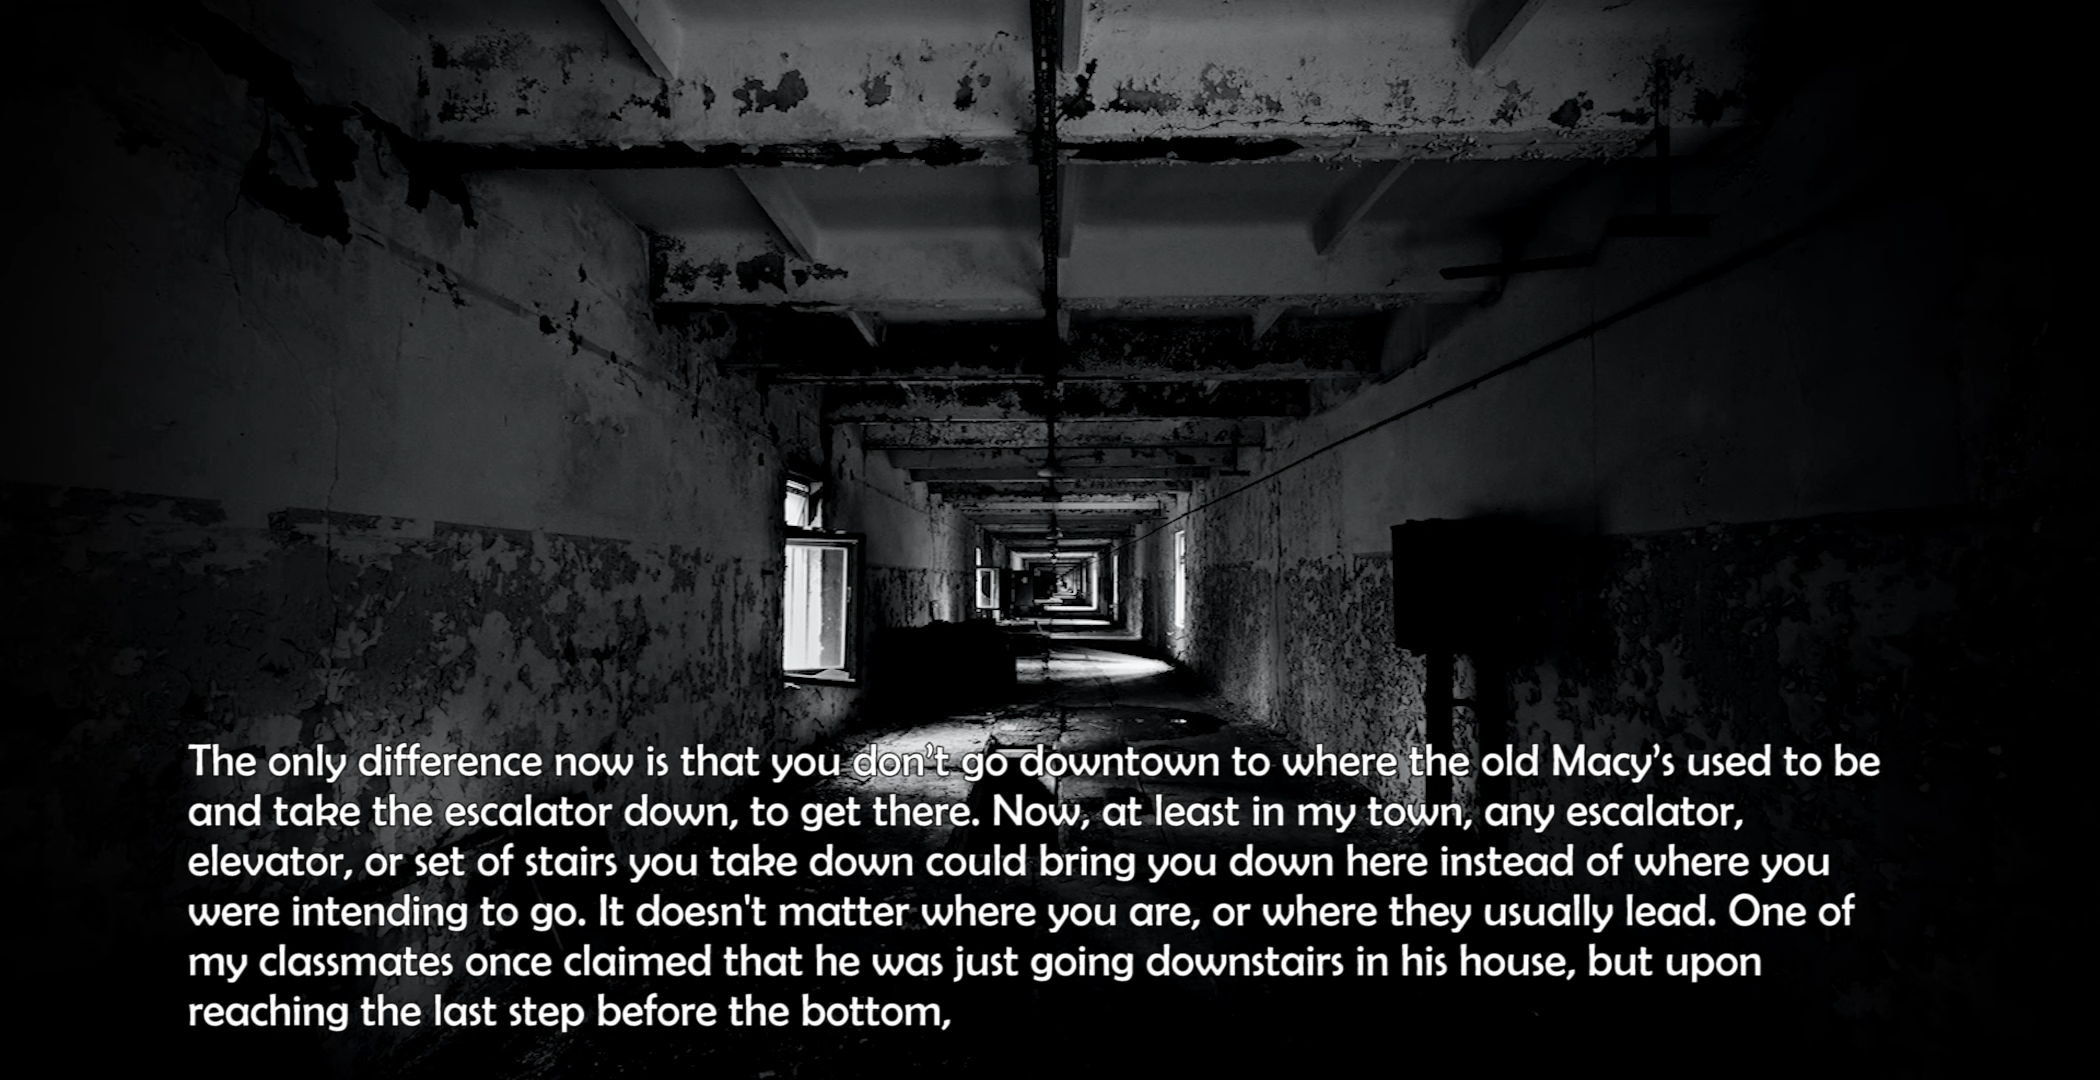 The only difference now is that you don’t go downtown to where the old Macy’s used to be
and take the escalator down, to get there. Now, at least in my town, any escalator,
elevator, or set of stairs you take down could bring you down here instead of where you
were intending to go. It doesn't matter where you are, or where they usually lead. One of
my classmates once claimed that he was just going downstairs in his house, but upon
reaching the last step before the bottom,